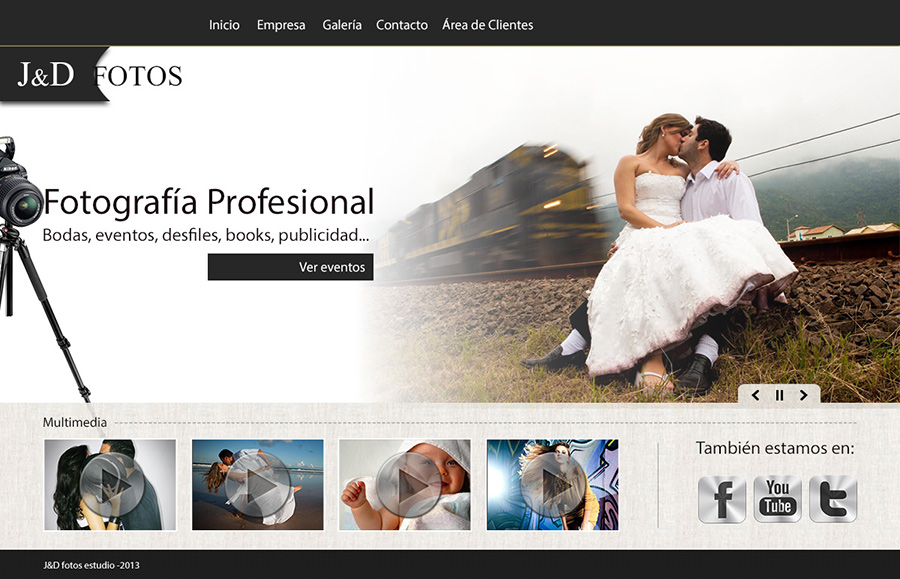 Inicio Empresa Galería Contacto Área de Clientes
J&D FOTOS
Fotografía Profesional
Bodas, eventos, desfiles, books, publicidad...
Ver eventos
Multimedia
También estamos en:
f You Tube t
J&D fotos estudio -2013